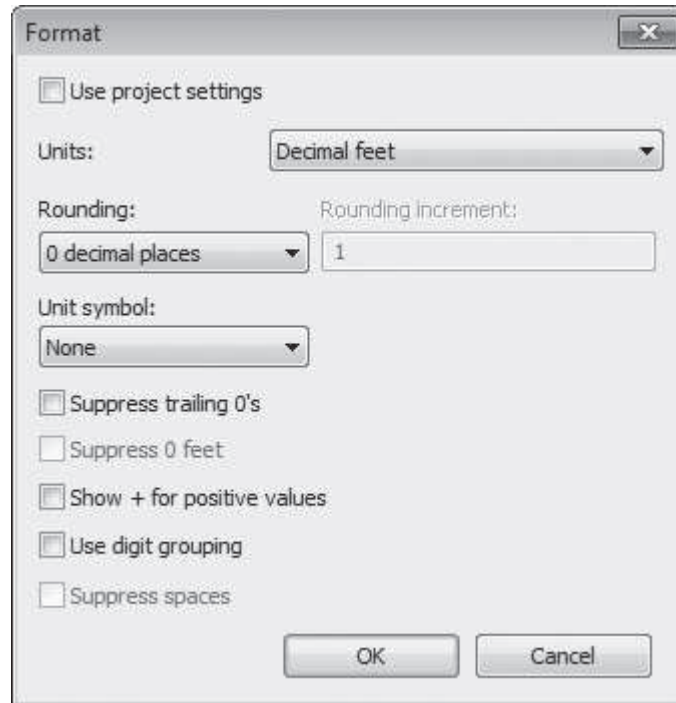 Format
Use project settings
Units: Decimal feet
Rounding: Rounding increment:
0 decimal places 1
Unit symbol:
None
Suppress trailing 0's
Suppress 0 feet
Show + for positive values
Use digit grouping
Suppress spaces
OK Cancel